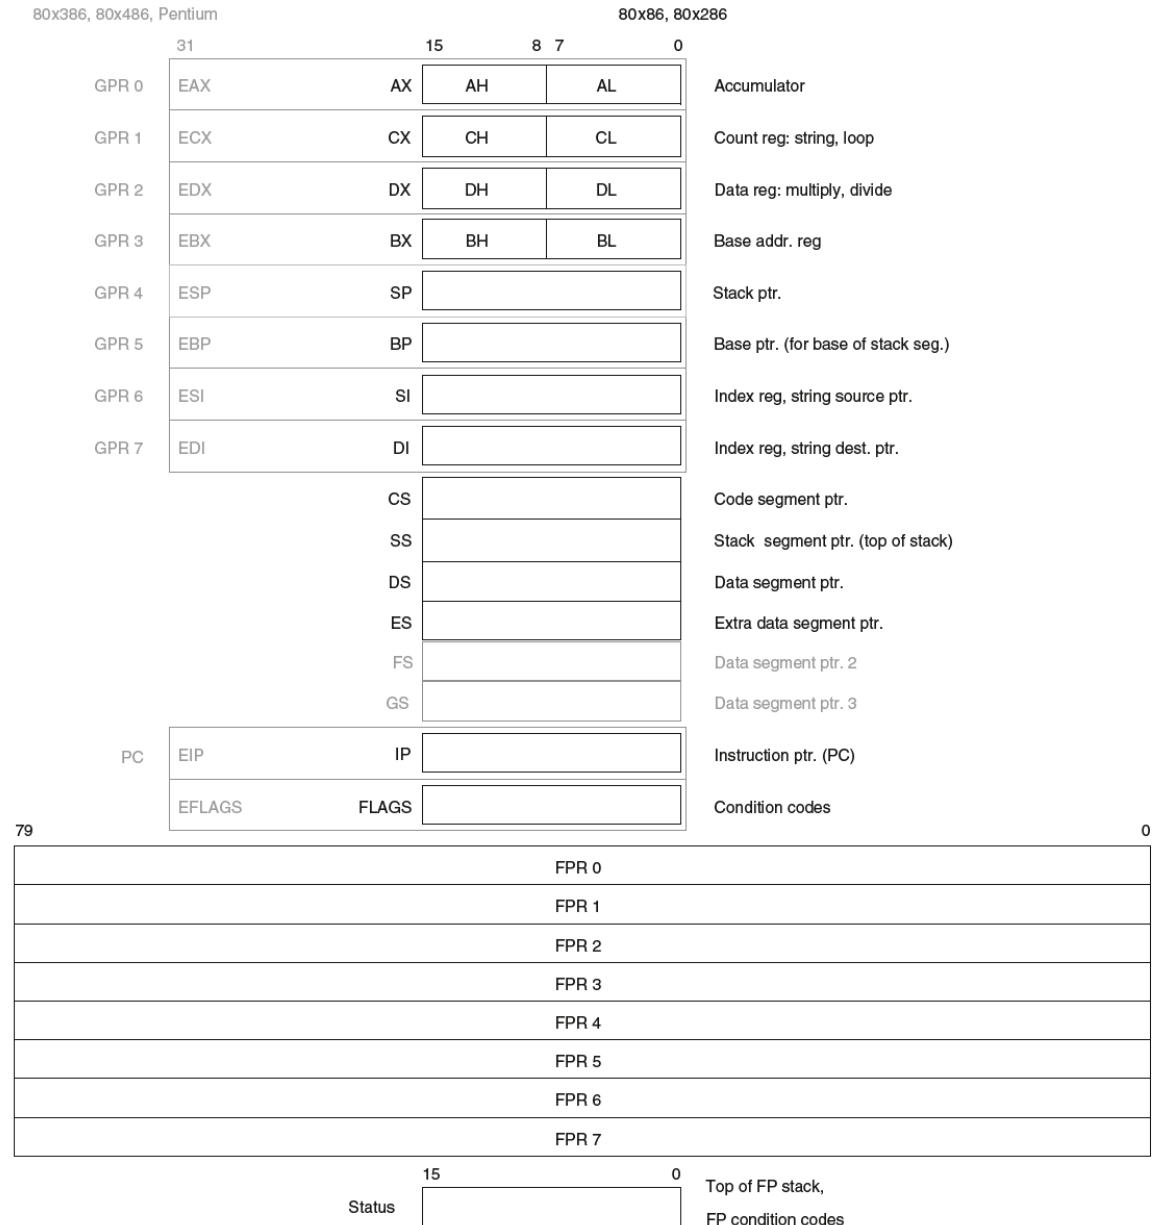 80x386, 80x486, Pentium 80x86, 80x286
31 15 8 7 0
GPR 0 EAX AX AH AL Accumulator
GPR 1 ECX CX CH CL Count reg: string, loop
GPR 2 EDX DX DH DL Data reg: multiply, divide
GPR 3 EBX BX BH BL Base addr. reg
GPR 4 ESP SP Stack ptr.
GPR 5 EBP BP Base ptr. (for base of stack seg.)
GPR 6 ESI SI Index reg, string source ptr.
GPR 7 EDI DI Index reg, string dest. ptr.
CS Code segment ptr.
SS Stack segment ptr. (top of stack)
DS Data segment ptr.
ES Extra data segment ptr.
FS Data segment ptr. 2
GS Data segment ptr. 3
PC EIP IP Instruction ptr. (PC)
EFLAGS FLAGS Condition codes
79 0
FPR 0
FPR 1
FPR 2
FPR 3
FPR 4
FPR 5
FPR 6
FPR 7
15 0
Top of FP stack,
Status
FP condition codes